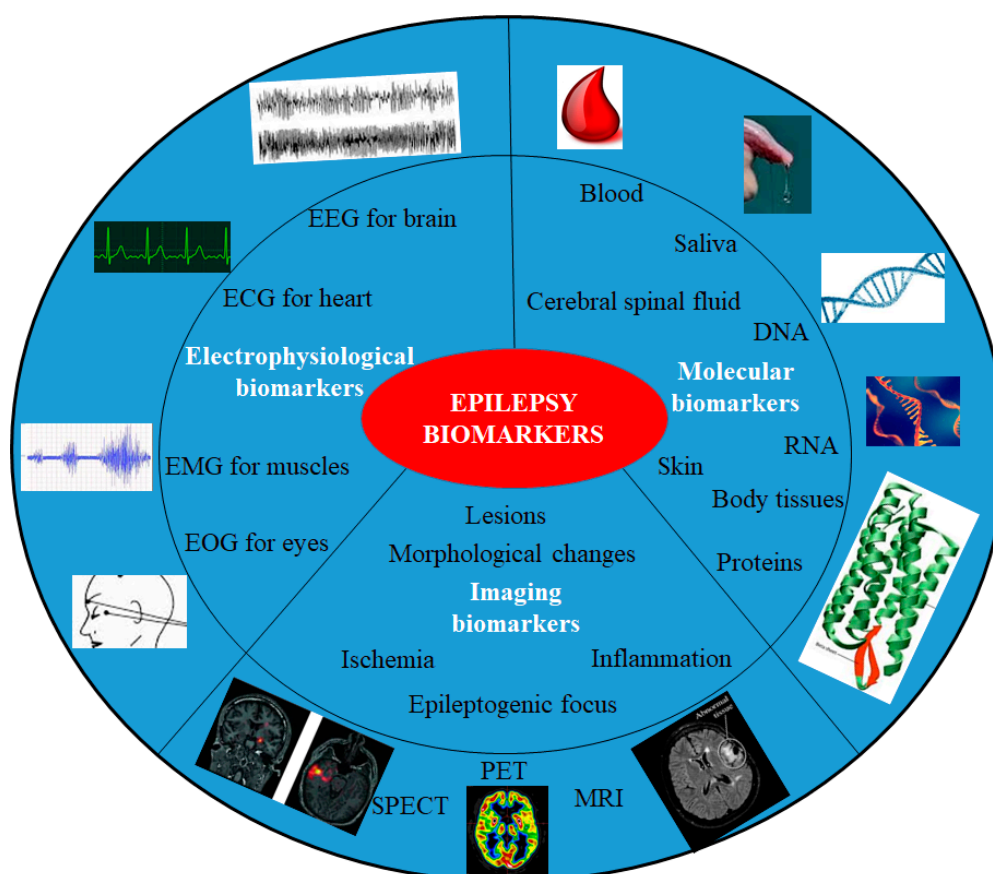 EEG for brain
ECG for heart
Electrophysiological
biomarkers
EMG for muscles
EOG for eyes
Blood
Saliva
Cerebral spinal fluid
DNA
Molecular
biomarkers
RNA
Skin
Body tissues
Proteins
EPILEPSY
BIOMARKERS
Lesions
Morphological changes
Imaging
biomarkers
Ischemia
Inflammation
Epileptogenic focus
SPECT
PET
MRI
Abnormal
tissue